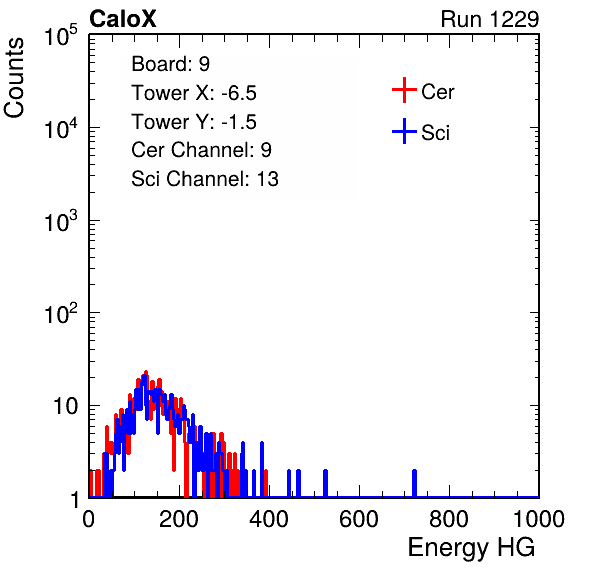 CaloX Run 1229
Counts
10^5
10^4
10^3
10^2
10
1
Board: 9
Tower X: -6.5
Tower Y: -1.5
Cer Channel: 9
Sci Channel: 13
Cer
Sci
0 200 400 600 800 1000
Energy HG